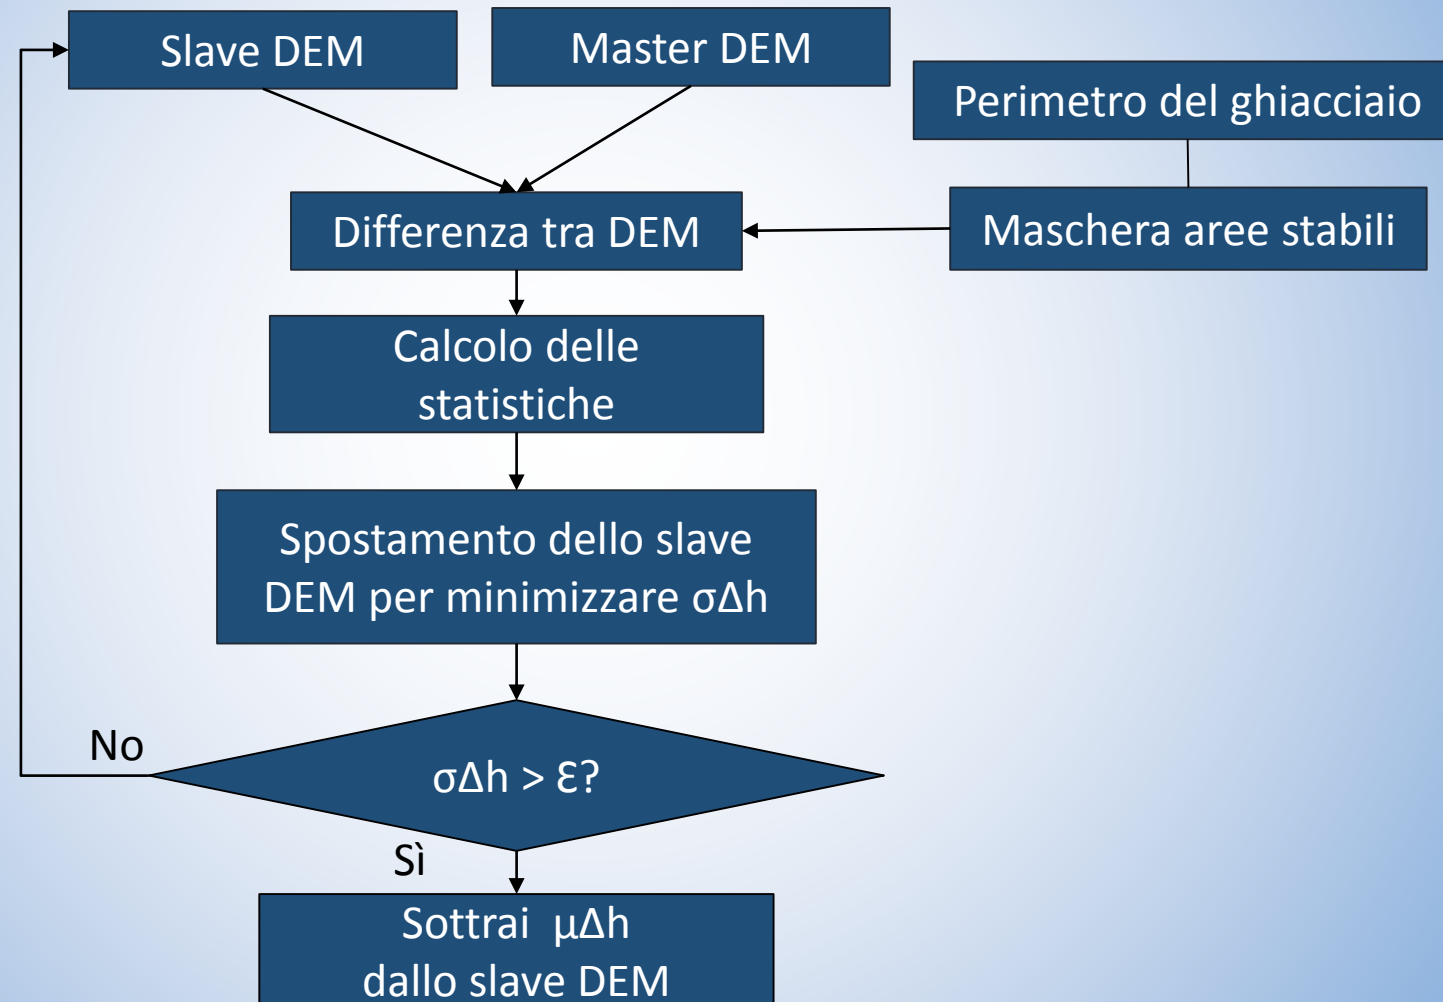 Slave DEM
Master DEM
Perimetro del ghiacciaio
Differenza tra DEM
Maschera aree stabili
Calcolo delle
statistiche
Spostamento dello slave
DEM per minimizzare σΔh
No
σΔh > Ɛ?
Sì
Sottrai μΔh
dallo slave DEM